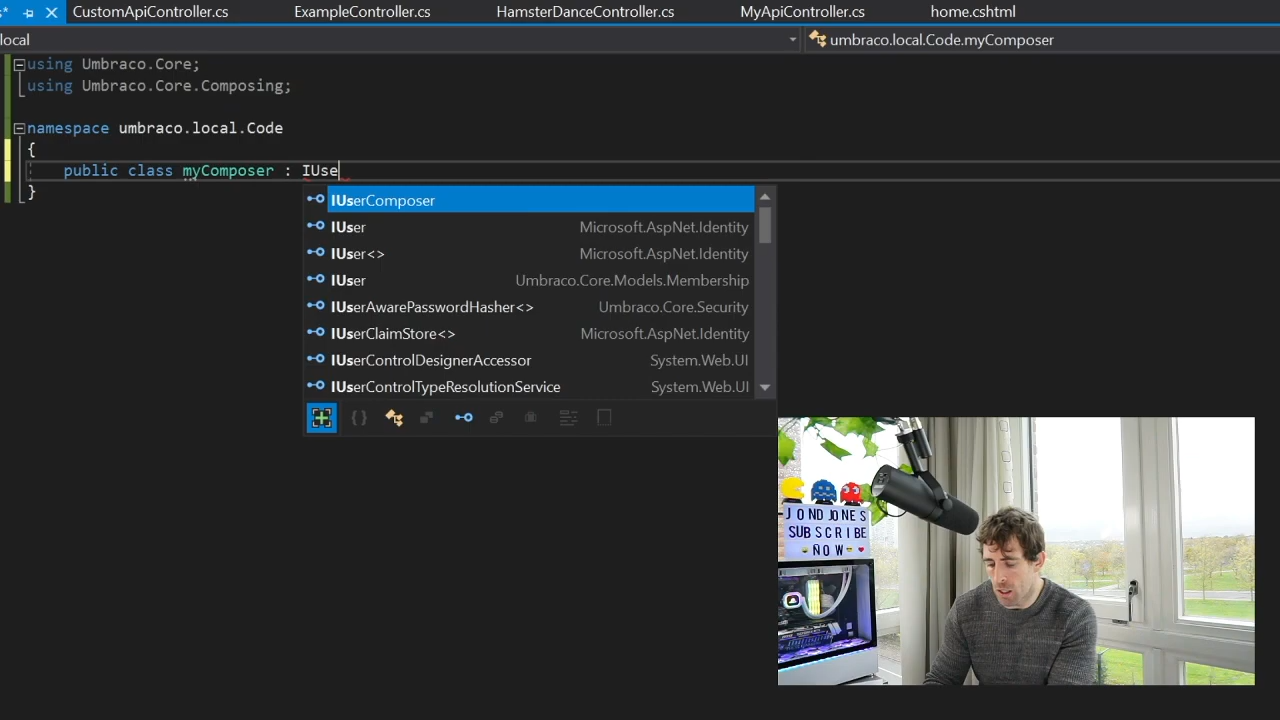 s*
CustomApiController.cs
ExampleController.cs
HamsterDanceController.cs
MyApiController.cs
home.cshtml
local
umbraco.local.Code.myComposer
using Umbraco.Core;
using Umbraco.Core.Composing;
namespace umbraco.local.Code
{
public class myComposer : IUse
}
IUserComposer
IUser Microsoft.AspNet.Identity
IUser<> Microsoft.AspNet.Identity
IUser Umbraco.Core.Models.Membership
IUserAwarePasswordHasher<> Umbraco.Core.Security
IUserClaimStore<> Microsoft.AspNet.Identity
IUserControlDesignerAccessor System.Web.UI
IUserControlTypeResolutionService System.Web.UI
JONDJONES
SUBSCRIBE
NOW